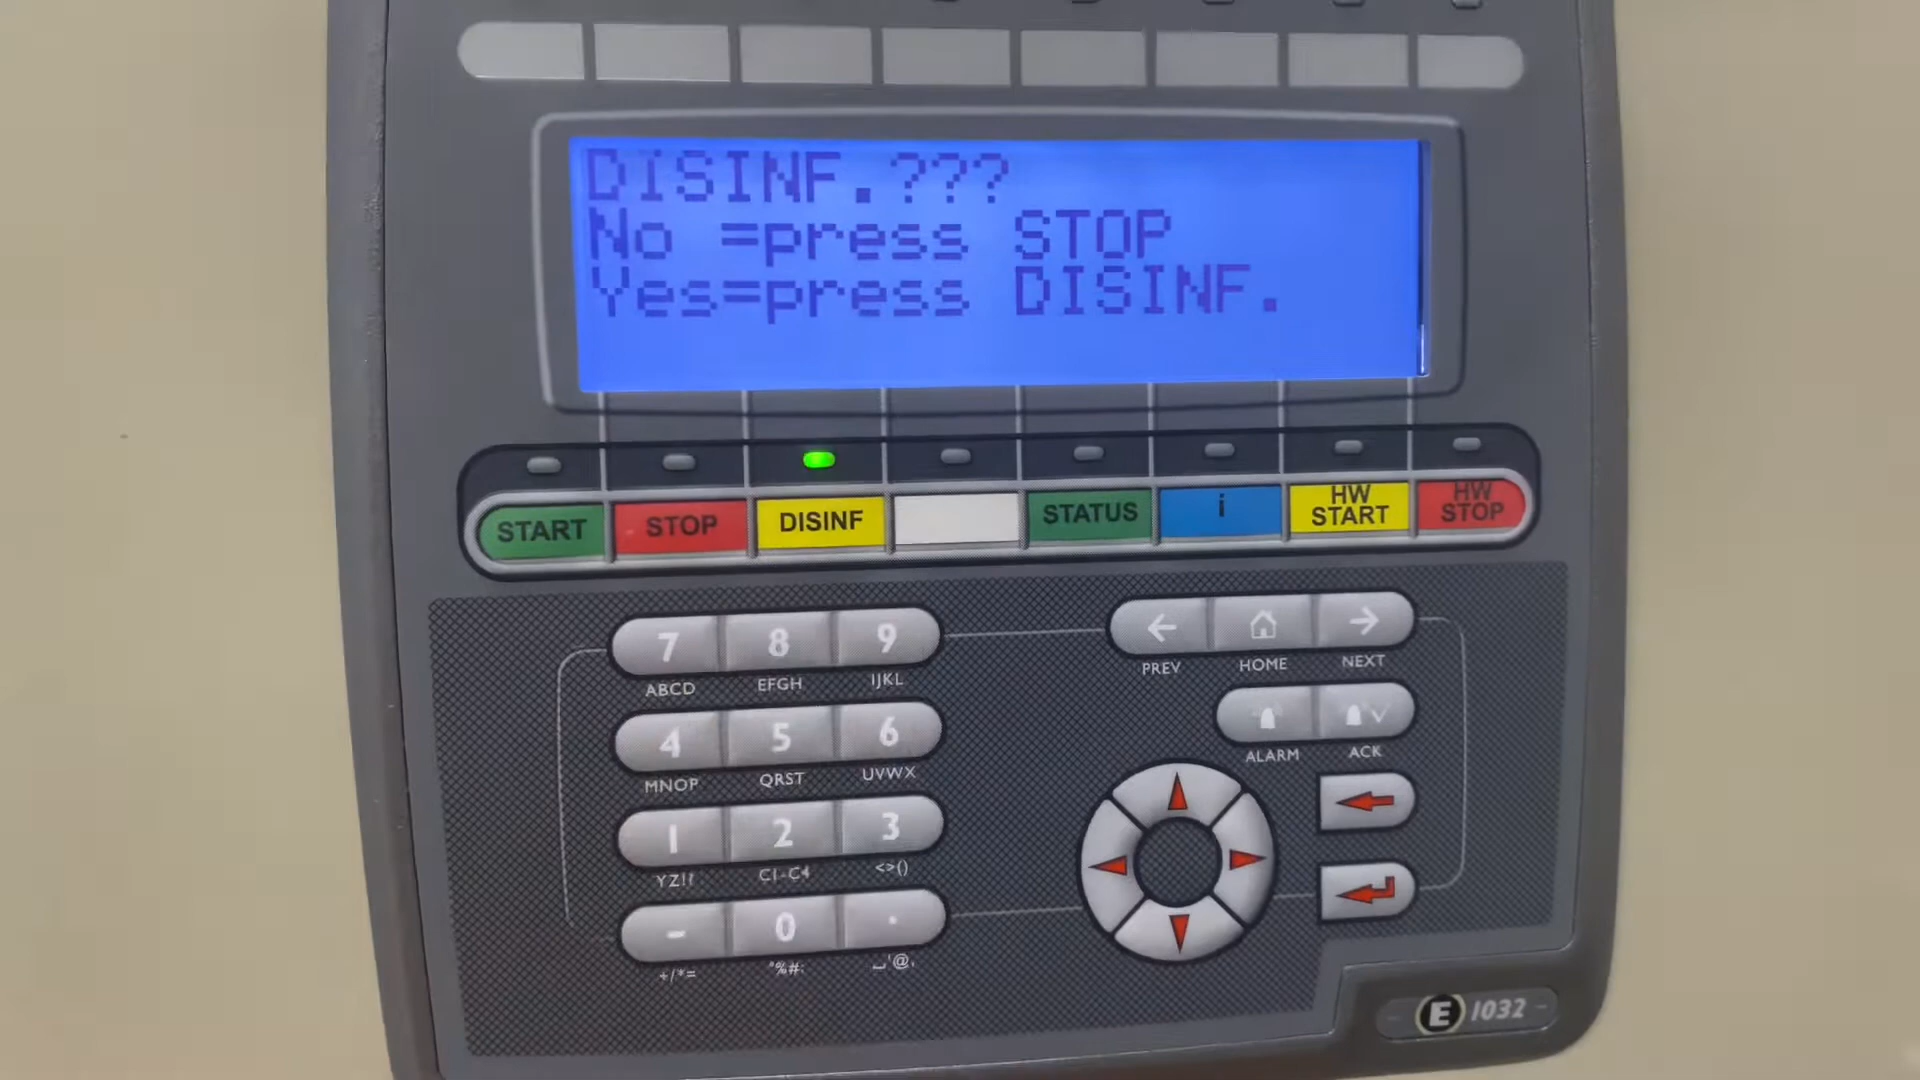 DISINF.???
No =press STOP
Yes=press DISINF.
START STOP DISINF STATUS i HW START HW STOP
7 8 9
ABCD EFGH IJKL
4 5 6
MNOP QRST UVWX
1 2 3
YZ!? C1-C4 <>()
- 0 .
+/*= °%#: ⎵'@,
PREV HOME NEXT
ALARM ACK
E 1032